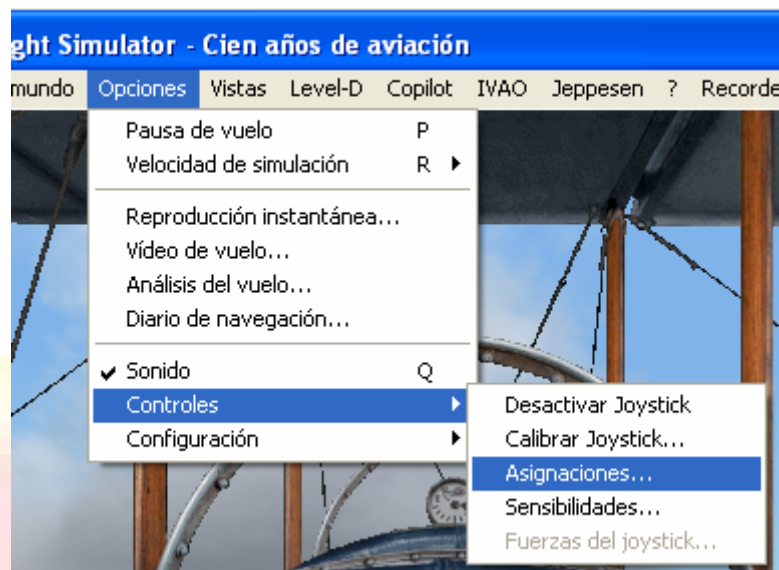 ght Simulator - Cien años de aviación
mundo Opciones Vistas Level-D Copilot IVAO Jeppesen ? Recorde
Pausa de vuelo P
Velocidad de simulación R
Reproducción instantánea...
Vídeo de vuelo...
Análisis del vuelo...
Diario de navegación...
Sonido Q
Controles
Configuración
Desactivar Joystick
Calibrar Joystick...
Asignaciones...
Sensibilidades...
Fuerzas del joystick...